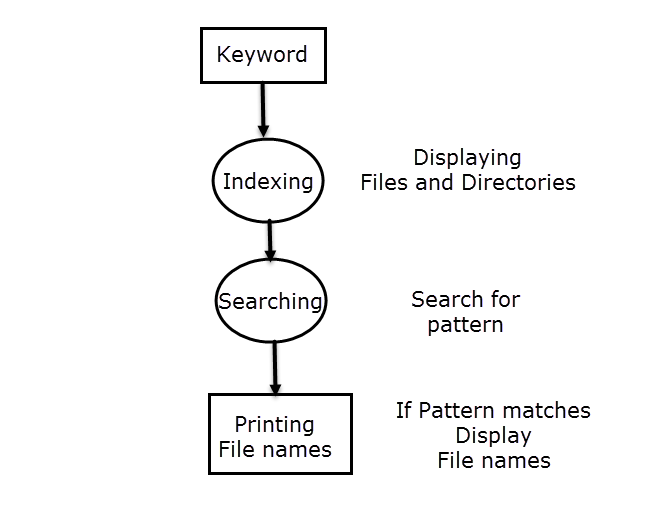 Keyword
Indexing
Displaying
Files and Directories
Searching
Search for
pattern
Printing
File names
If Pattern matches
Display
File names